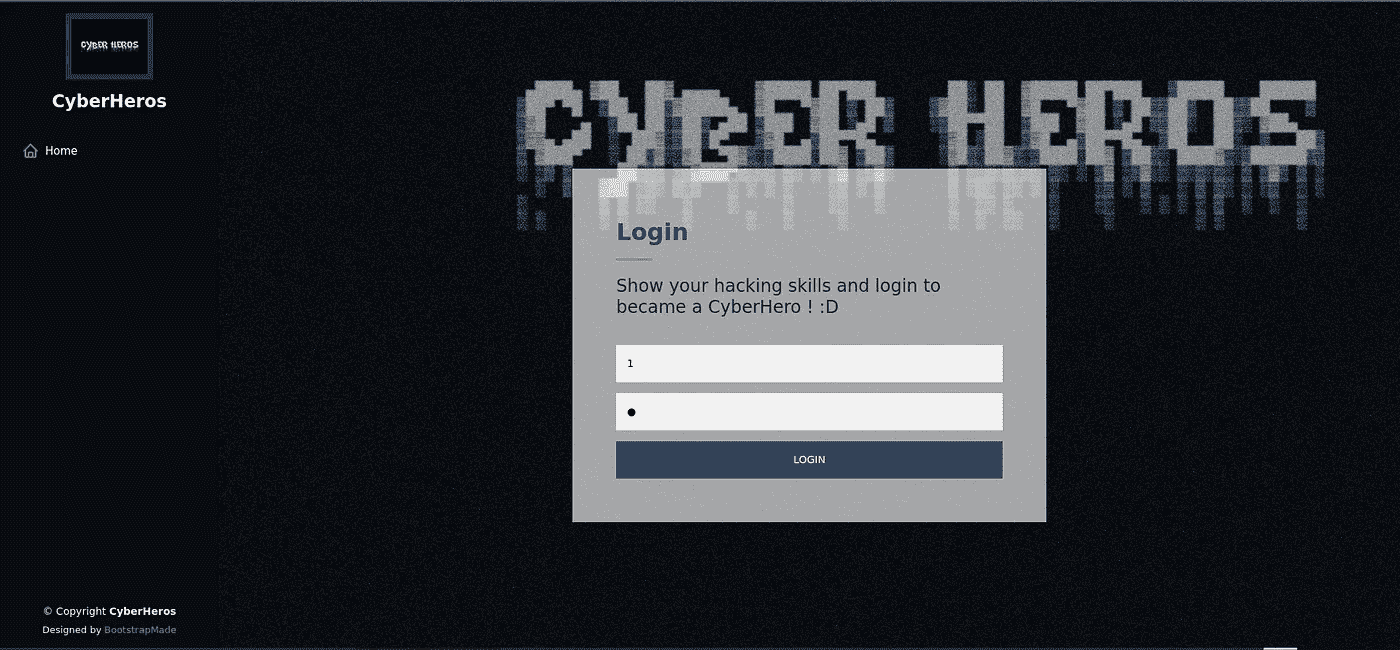 CYBER HEROS
CyberHeros
Home
CYBER HEROS
Login
Show your hacking skills and login to
became a CyberHero ! :D
1
LOGIN
© Copyright CyberHeros
Designed by BootstrapMade